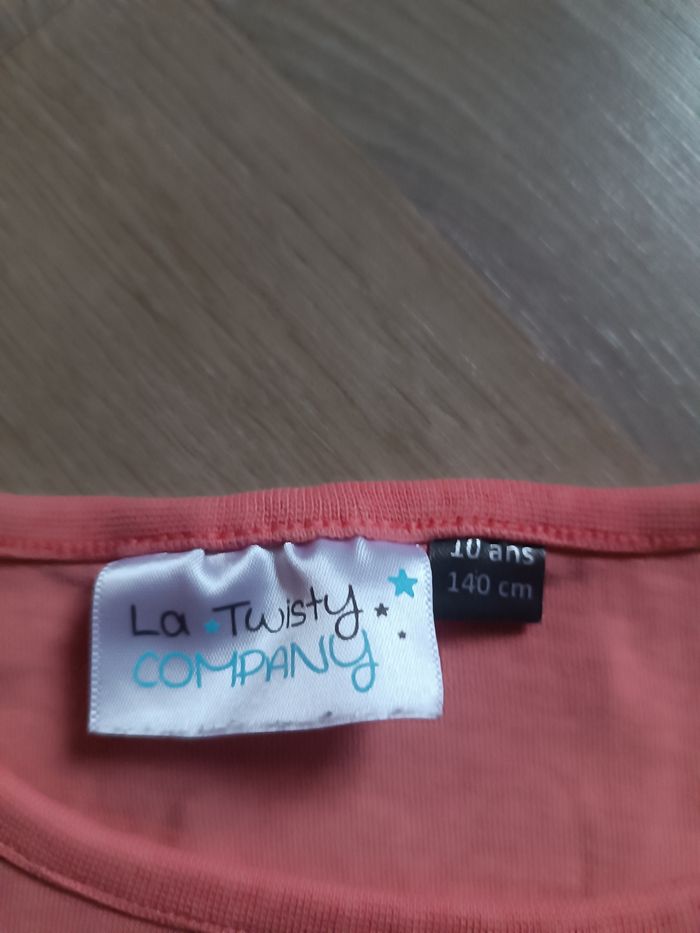 La Twisty
COMPANY
10 ans
140 cm